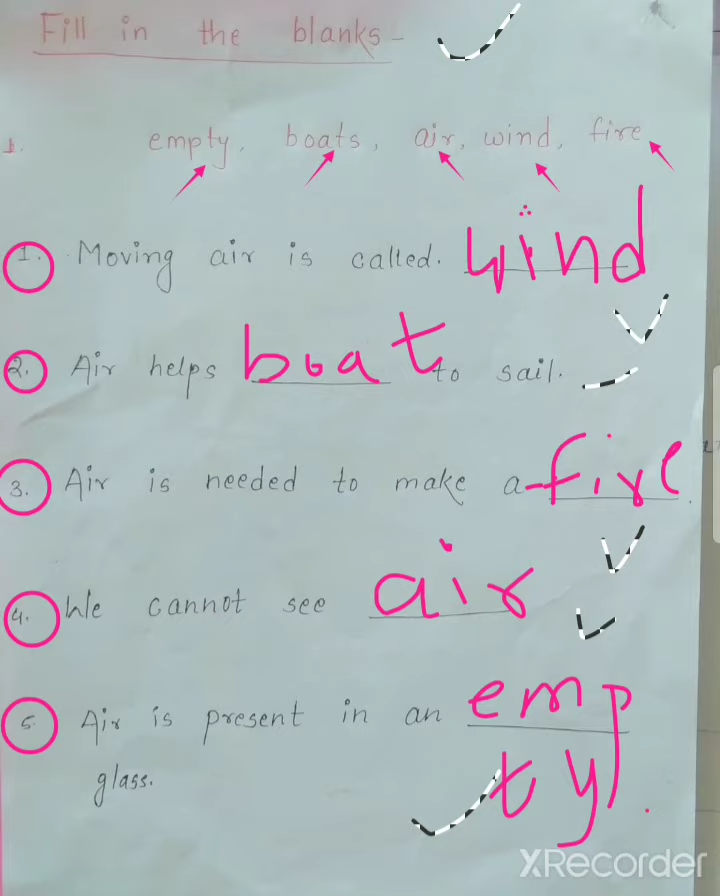 Fill in the blanks-
1. empty, boats, air, wind, fire
1. Moving air is called. wind
2. Air helps boat to sail.
3. Air is needed to make a fire.
4. We cannot see air
5. Air is present in an empty
glass.
XRecorder